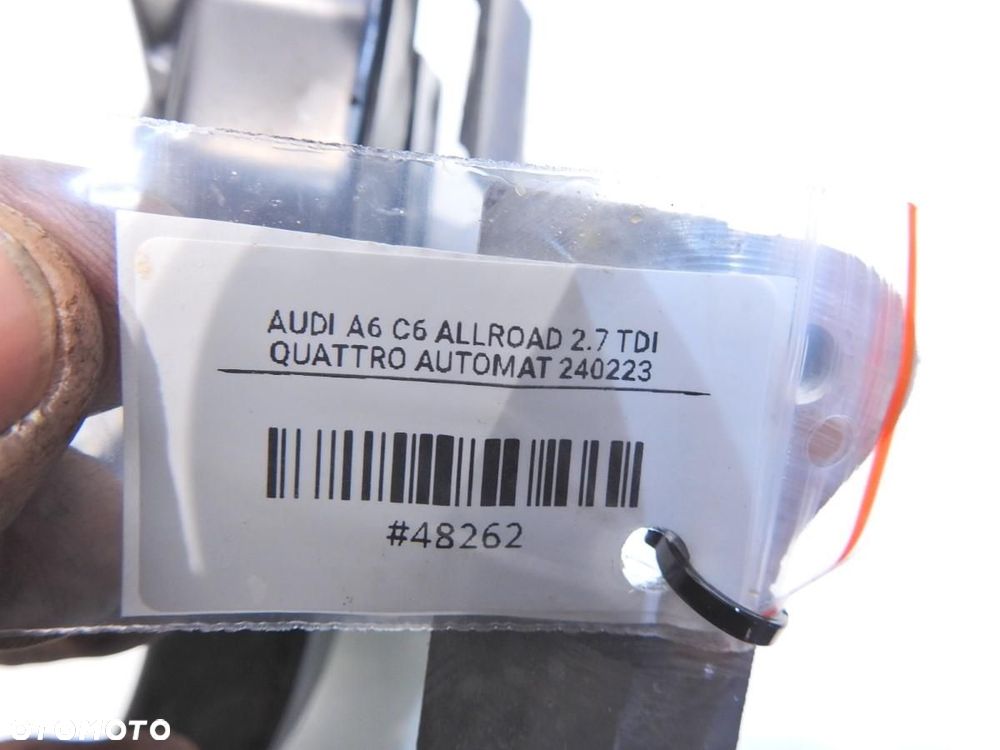 AUDI A6 C6 ALLROAD 2.7 TDI
QUATTRO AUTOMAT 240223
#48262
OTOMOTO